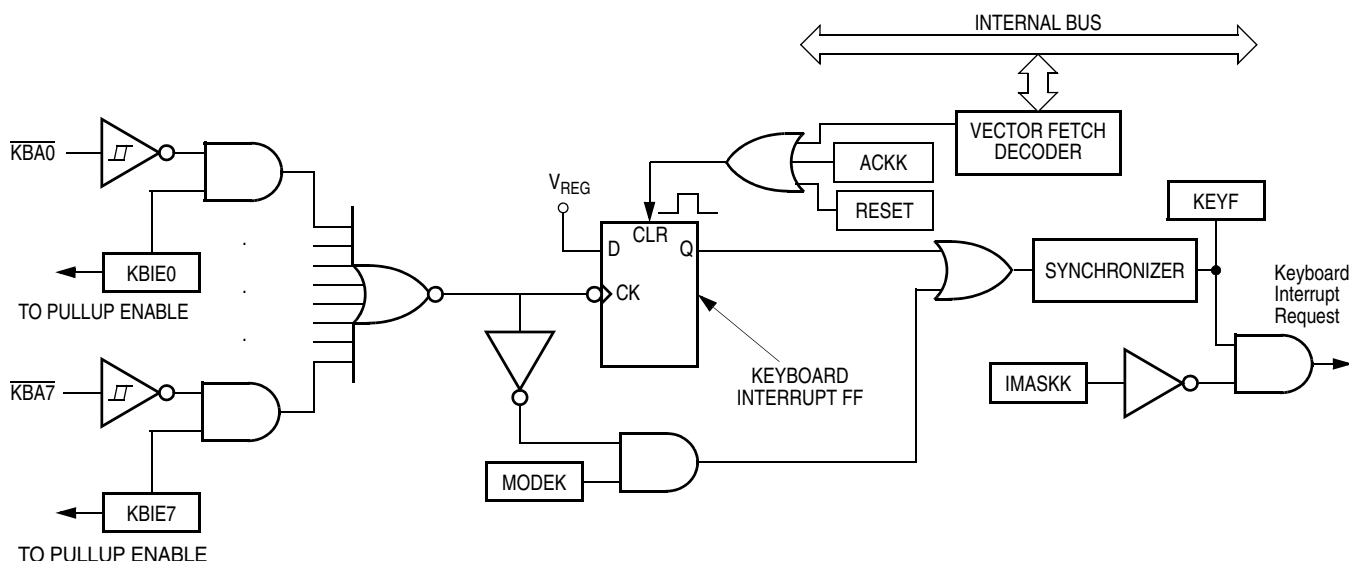 INTERNAL BUS
VECTOR FETCH
DECODER
KBA0
ACKK
VREG
RESET
KEYF
CLR
D
Q
KBIE0
SYNCHRONIZER
Keyboard
Interrupt
Request
CK
TO PULLUP ENABLE
KBA7
KEYBOARD
INTERRUPT FF
IMASKK
MODEK
KBIE7
TO PULLUP ENABLE